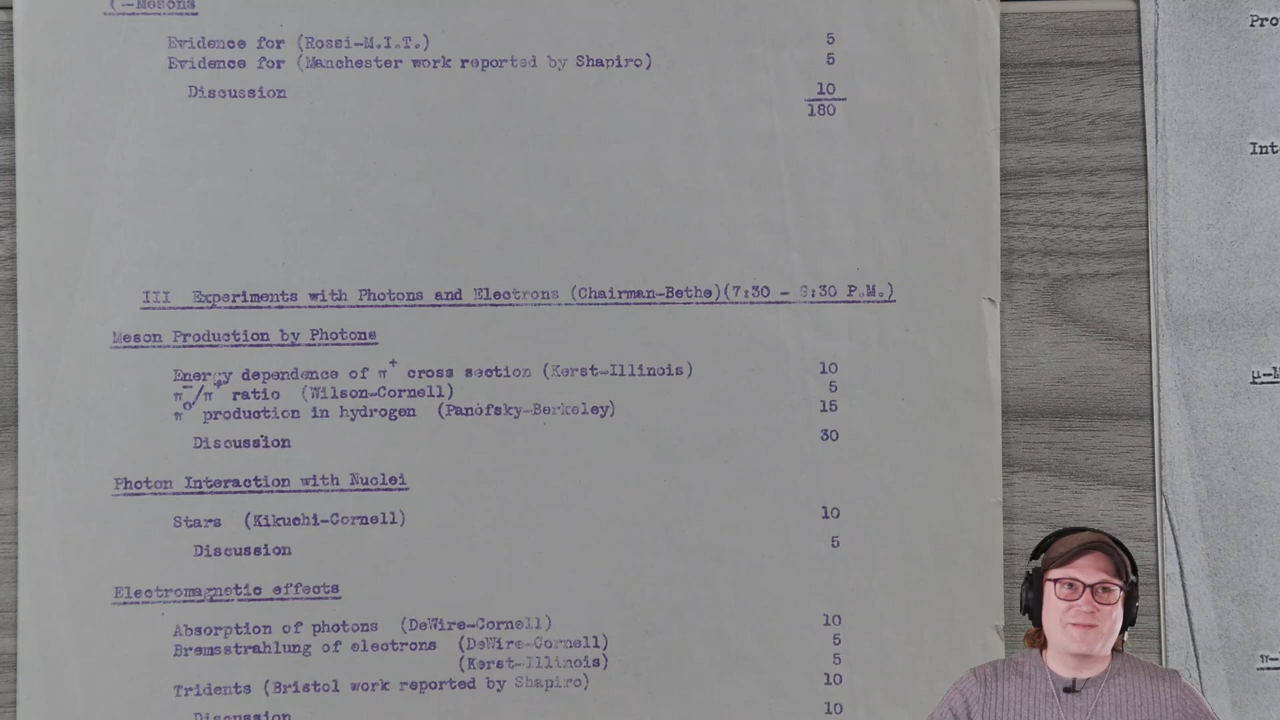 (-Mesons
Evidence for (Rossi-M.I.T.) 5
Evidence for (Manchester work reported by Shapiro) 5
Discussion 10
180
III Experiments with Photons and Electrons (Chairman-Bethe)(7:30 - 9:30 P.M.)
Meson Production by Photons
Energy dependence of π⁺ cross section (Kerst-Illinois) 10
π⁻/π⁺ ratio (Wilson-Cornell) 5
π⁰ production in hydrogen (Panofsky-Berkeley) 15
Discussion 30
Photon Interaction with Nuclei
Stars (Kikuchi-Cornell) 10
Discussion 5
Electromagnetic effects
Absorption of photons (DeWire-Cornell) 10
Bremsstrahlung of electrons (DeWire-Cornell) 5
(Kerst-Illinois) 5
Tridents (Bristol work reported by Shapiro) 10
Discussion 10
Pro
Int
μ-M
π-